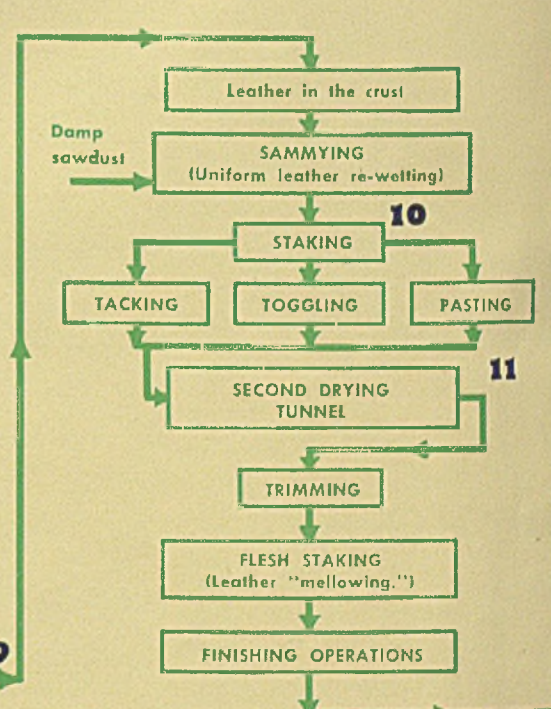 Leather in the crust
Damp
sawdust
SAMMYING
(Uniform leather re-wetting)
10
STAKING
TACKING
TOGGLING
PASTING
11
SECOND DRYING
TUNNEL
TRIMMING
FLESH STAKING
(Leather "mellowing.")
FINISHING OPERATIONS